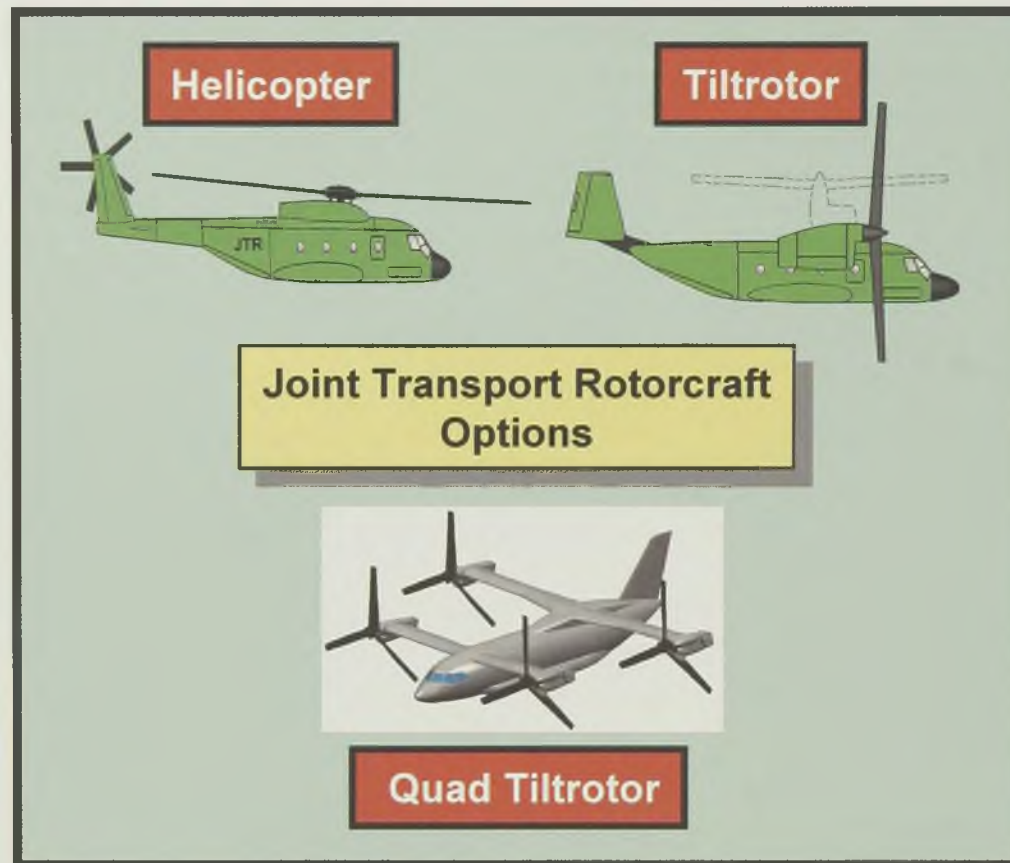 Helicopter
Tiltrotor
JTR
Joint Transport Rotorcraft
Options
Quad Tiltrotor